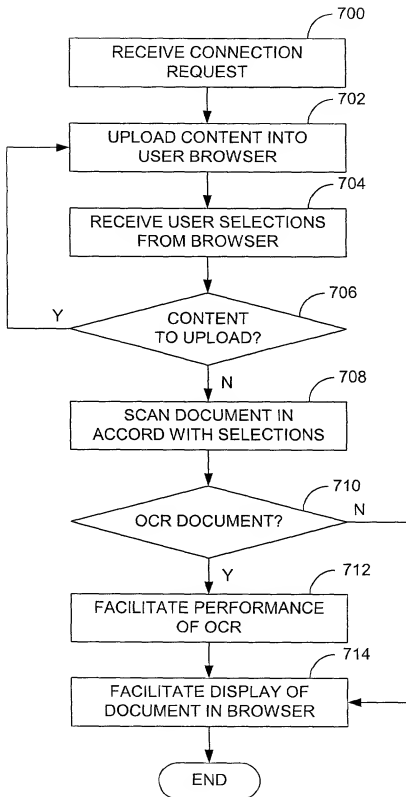 700
RECEIVE CONNECTION
REQUEST
702
UPLOAD CONTENT INTO
USER BROWSER
704
RECEIVE USER SELECTIONS
FROM BROWSER
706
Y
CONTENT
TO UPLOAD?
N
708
SCAN DOCUMENT IN
ACCORD WITH SELECTIONS
710
OCR DOCUMENT?
N
Y
712
FACILITATE PERFORMANCE
OF OCR
714
FACILITATE DISPLAY OF
DOCUMENT IN BROWSER
END